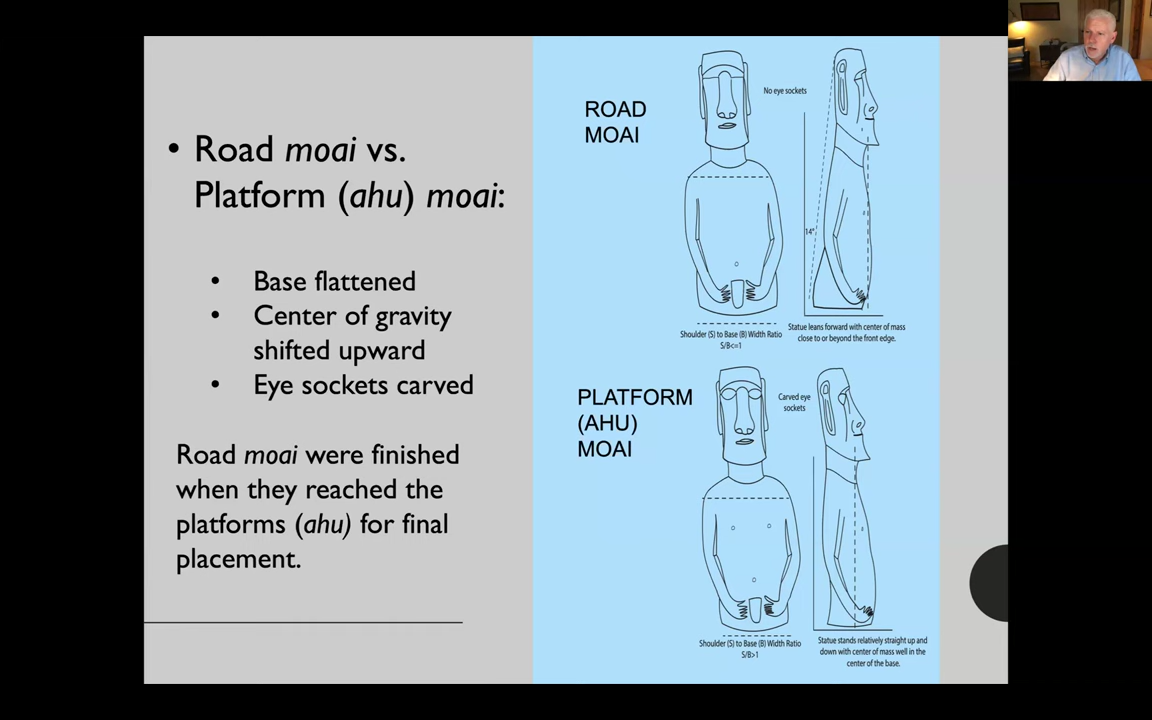 • Road moai vs.
Platform (ahu) moai:
• Base flattened
• Center of gravity
shifted upward
• Eye sockets carved
Road moai were finished
when they reached the
platforms (ahu) for final
placement.
ROAD
MOAI
No eye sockets
14°
Shoulder (S) to Base (B) Width Ratio
S/B<=1
Statue leans forward with center of mass
close to or beyond the front edge.
PLATFORM
(AHU)
MOAI
Carved eye
sockets
Shoulder (S) to Base (B) Width Ratio
S/B>1
Statue stands relatively straight up and
down with center of mass well in the
center of the base.